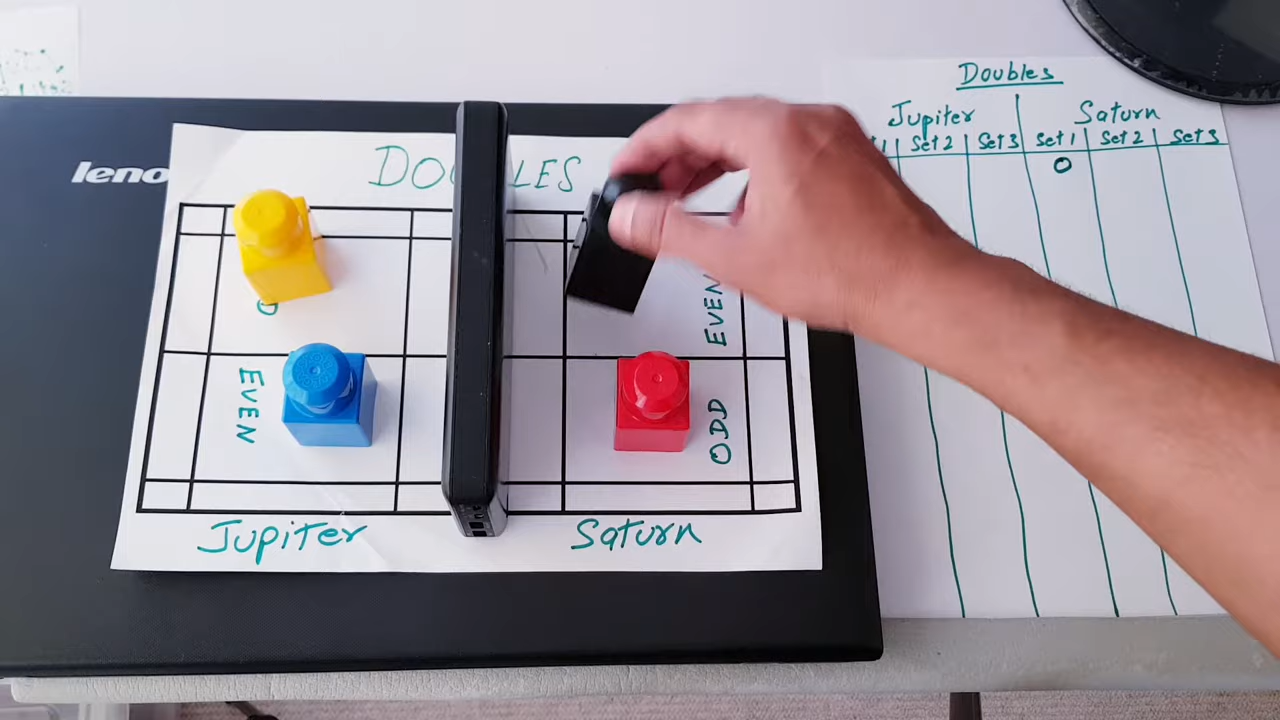 leno
DO LES
D
EVEN
EVEN
ODD
Jupiter
Saturn
Doubles
Jupiter Saturn
1 Set 2 Set 3 Set 1 Set 2 Set 3
0